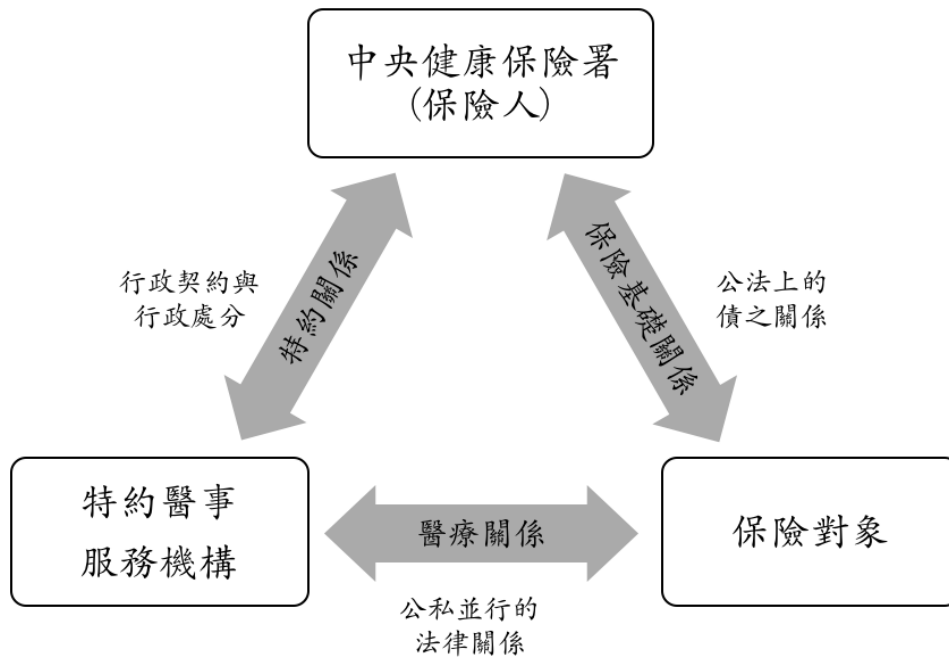 中央健康保險署
(保險人)
行政契約與
行政處分
特約關係
保險基礎關係
公法上的
債之關係
特約醫事
服務機構
醫療關係
保險對象
公私並行的
法律關係